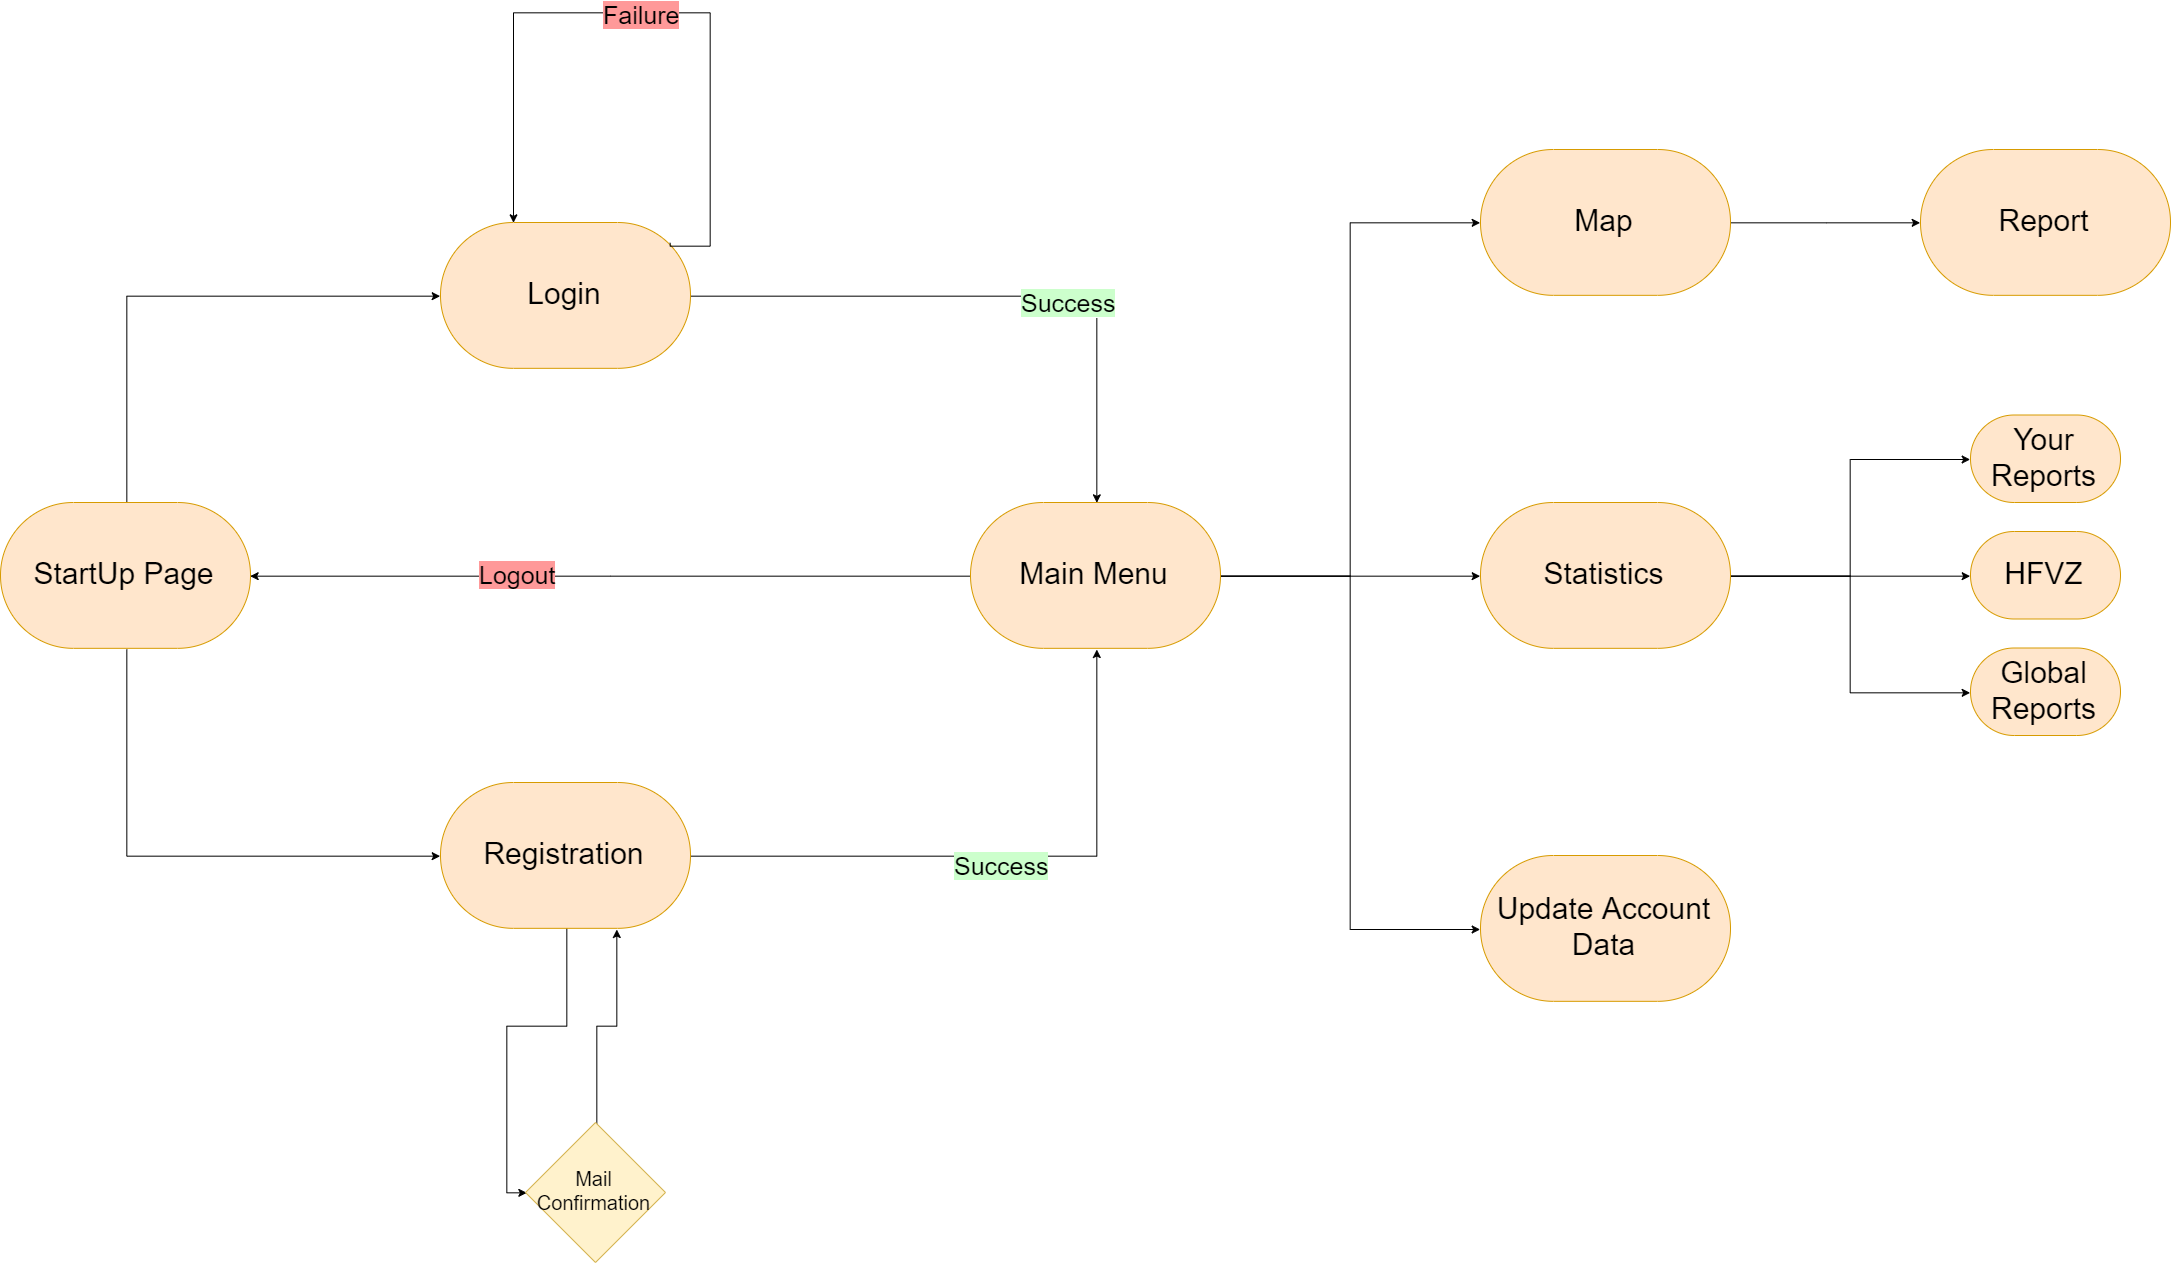 Failure
Login
Success
Map
Report
StartUp Page
Logout
Main Menu
Statistics
Your
Reports
HFVZ
Global
Reports
Registration
Success
Update Account
Data
Mail
Confirmation